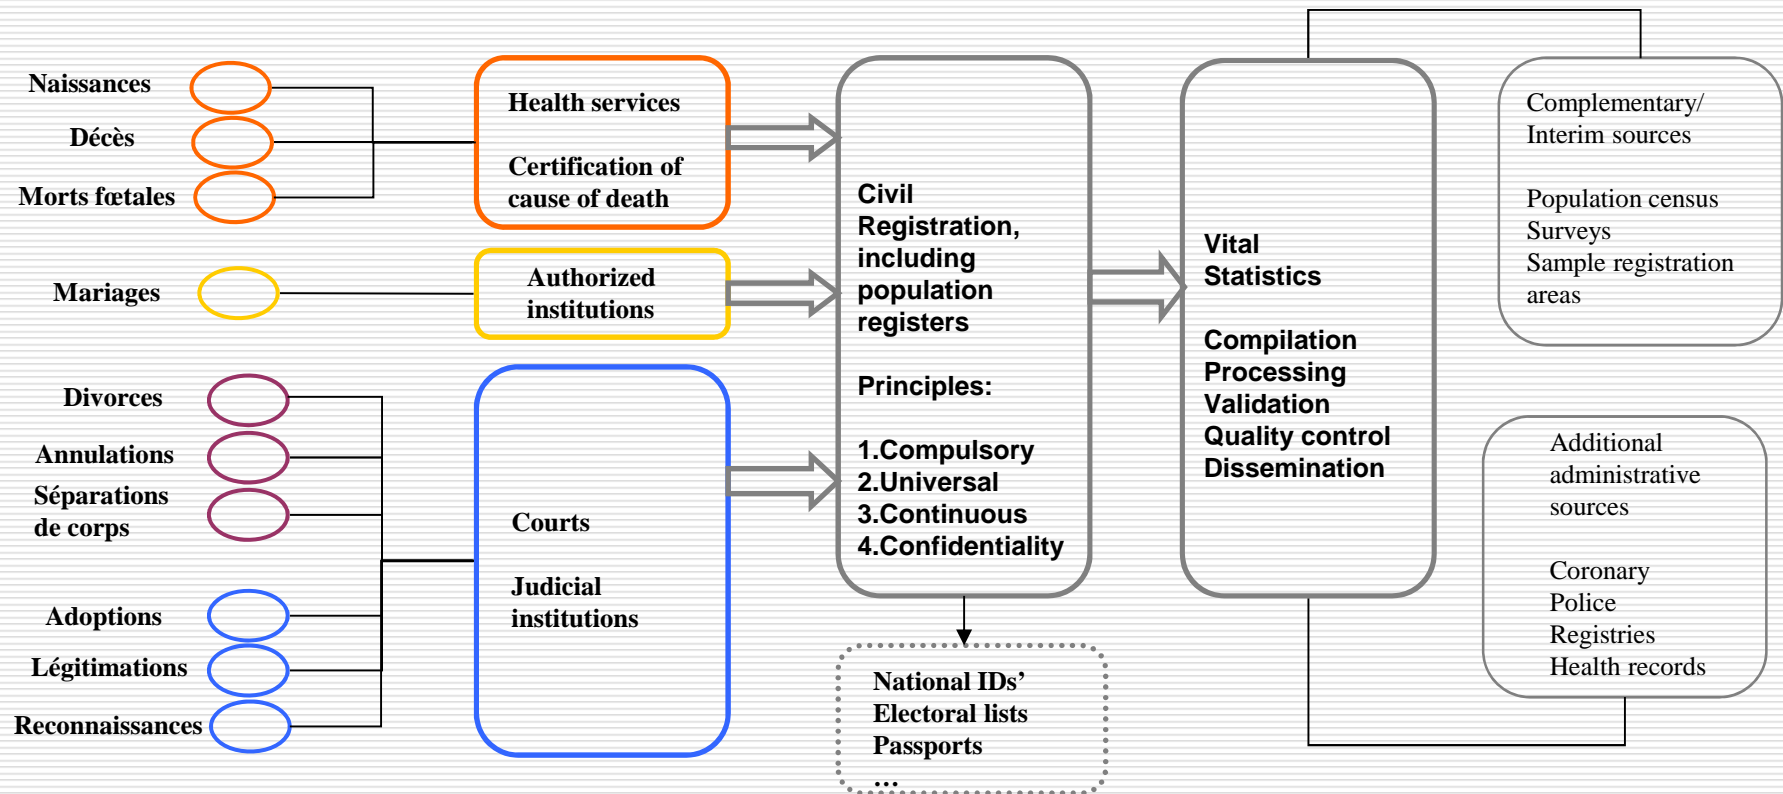 Naissances
Décès
Morts fœtales
Mariages
Divorces
Annulations
Séparations
de corps
Adoptions
Légitimations
Reconnaissances
Health services
Certification of
cause of death
Authorized
institutions
Courts
Judicial
institutions
Civil
Registration,
including
population
registers
Principles:
1.Compulsory
2.Universal
3.Continuous
4.Confidentiality
National IDs’
Electoral lists
Passports
…
Vital
Statistics
Compilation
Processing
Validation
Quality control
Dissemination
Complementary/
Interim sources
Population census
Surveys
Sample registration
areas
Additional
administrative
sources
Coronary
Police
Registries
Health records